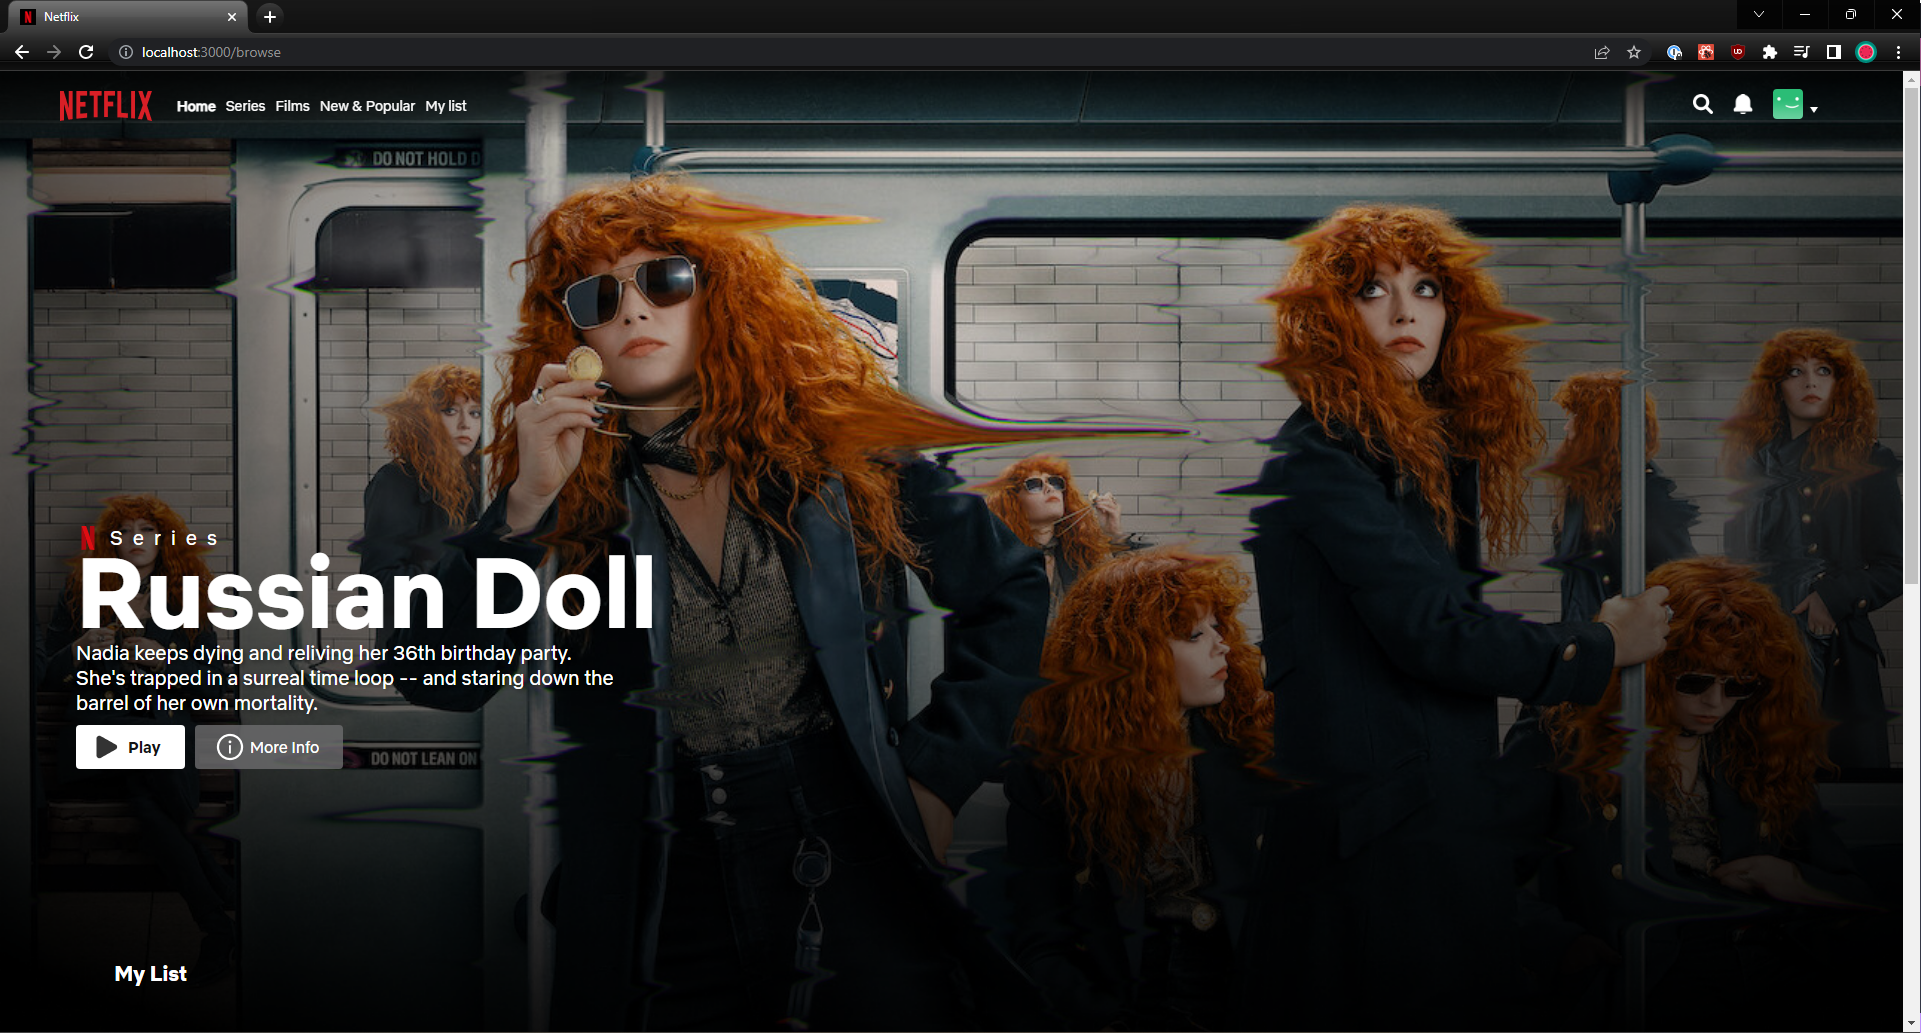 Netflix
localhost:3000/browse
NETFLIX Home Series Films New & Popular My list
DO NOT HOLD D
N Series
Russian Doll
Nadia keeps dying and reliving her 36th birthday party.
She's trapped in a surreal time loop -- and staring down the
barrel of her own mortality.
Play More Info
DO NOT LEAN ON
My List